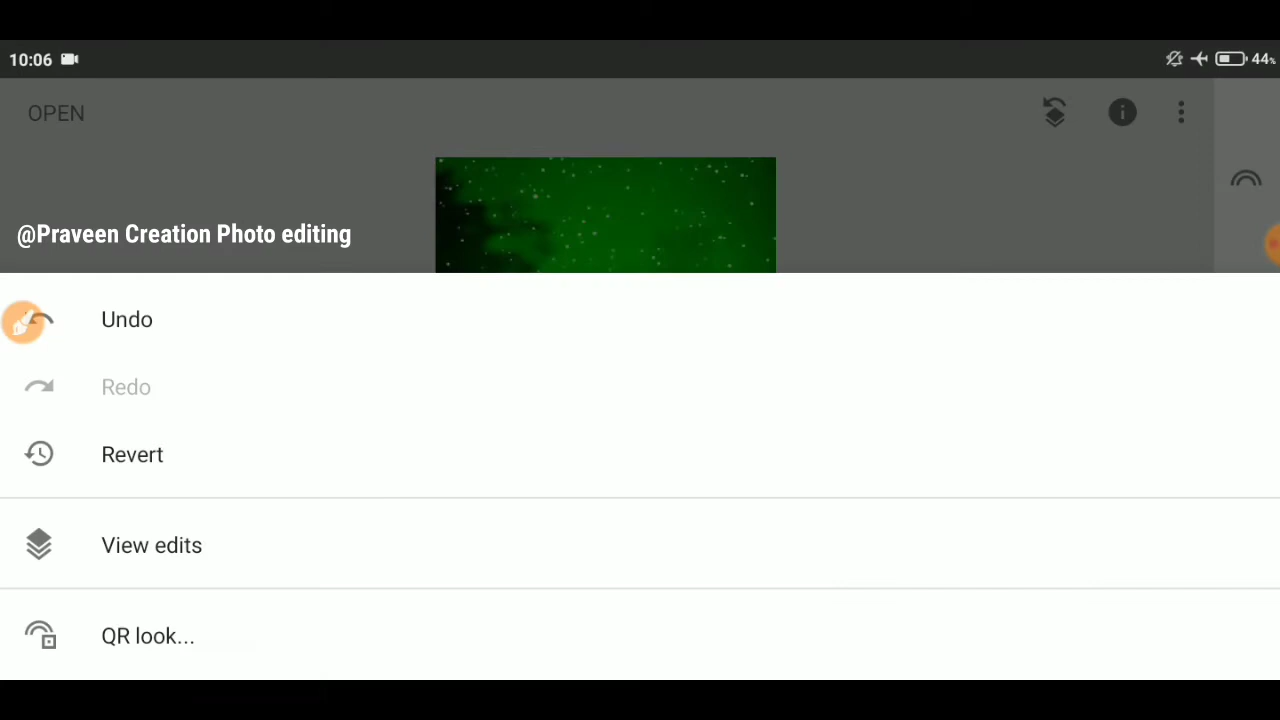 10:06
44%
OPEN
@Praveen Creation Photo editing
Undo
Redo
Revert
View edits
QR look...